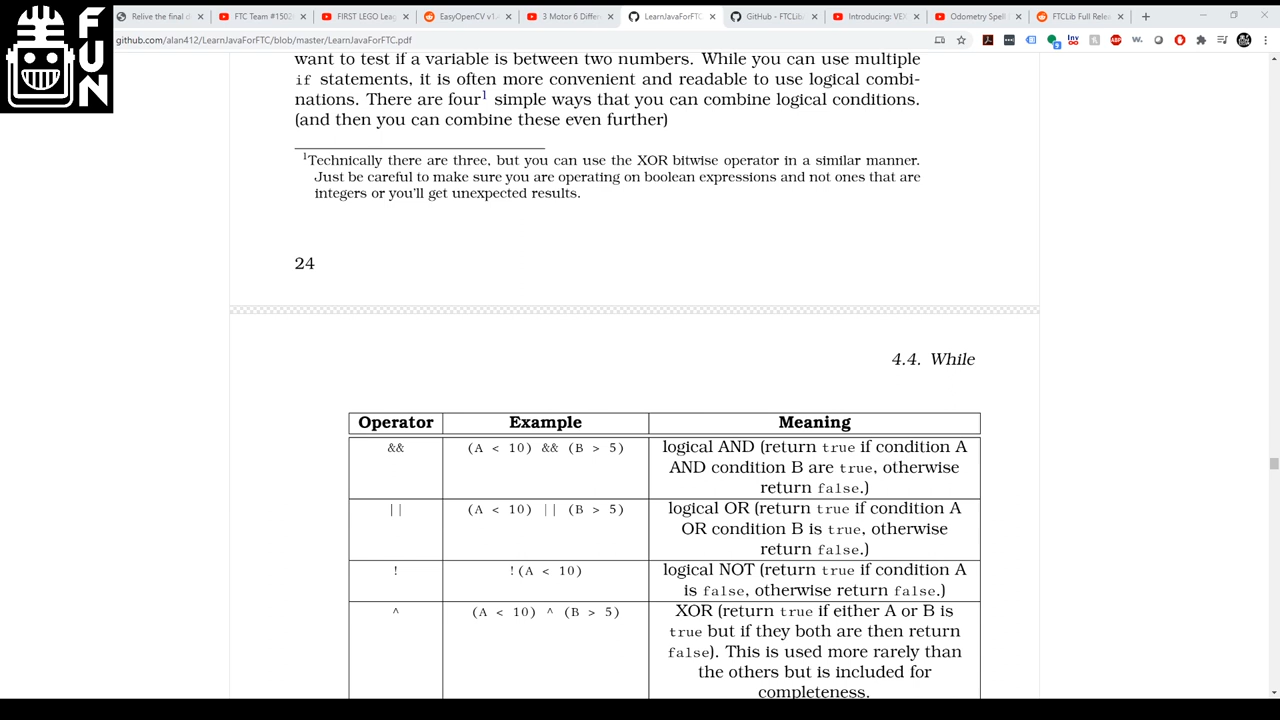 FUN
Relive the final o
FTC Team #1502
FIRST LEGO Lea
EasyOpenCV v1.
3 Motor 6 Differe
LearnJavaForFTC
GitHub - FTCLib
Introducing: VEX
Odometry Spell
FTCLib Full Rele
github.com/alan412/LearnJavaForFTC/blob/master/LearnJavaForFTC.pdf
want to test if a variable is between two numbers. While you can use multiple
if statements, it is often more convenient and readable to use logical combi-
nations. There are four1 simple ways that you can combine logical conditions.
(and then you can combine these even further)
1Technically there are three, but you can use the XOR bitwise operator in a similar manner.
Just be careful to make sure you are operating on boolean expressions and not ones that are
integers or you'll get unexpected results.
24
4.4. While
Operator Example Meaning
&& (A < 10) && (B > 5) logical AND (return true if condition A
AND condition B are true, otherwise
return false.)
|| (A < 10) || (B > 5) logical OR (return true if condition A
OR condition B is true, otherwise
return false.)
! !(A < 10) logical NOT (return true if condition A
is false, otherwise return false.)
^ (A < 10) ^ (B > 5) XOR (return true if either A or B is
true but if they both are then return
false). This is used more rarely than
the others but is included for
completeness.